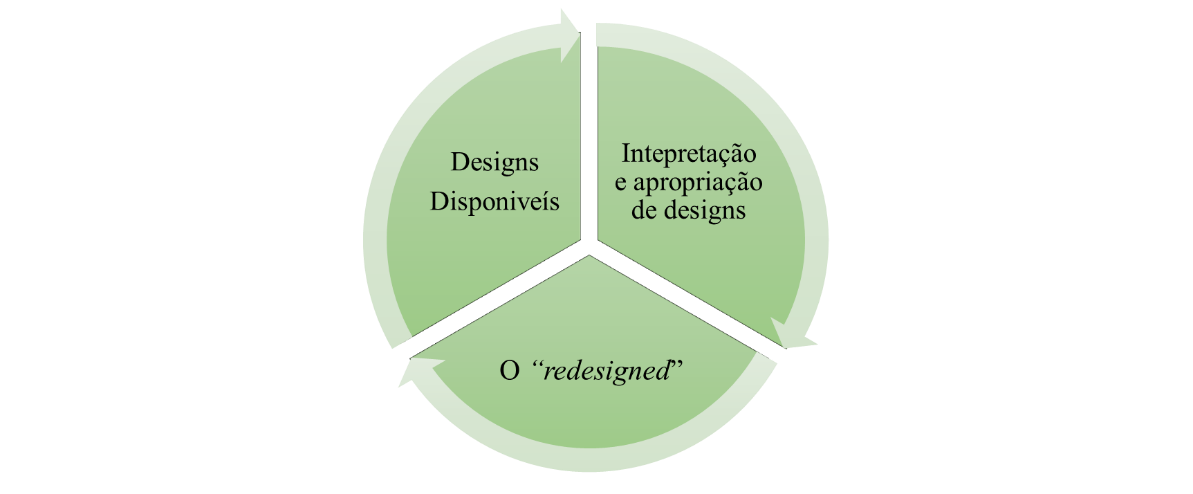 Designs
Disponiveís
Intepretação
e apropriação
de designs
O “redesigned”